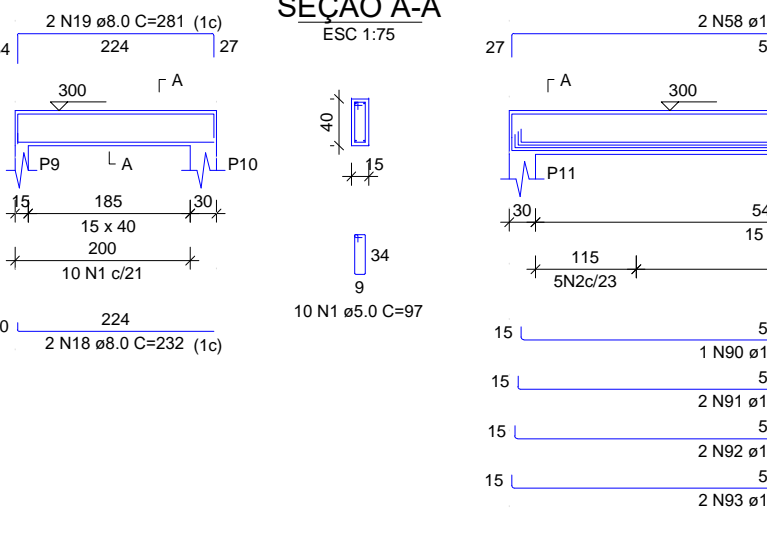 SEÇÃO A-A
ESC 1:75
2 N19 ø8.0 C=281 (1c)
4 224 27
A
300
P9
A
P10
15 185 30
15 x 40
200
10 N1 c/21
0 224
2 N18 ø8.0 C=232 (1c)
40
15
34
9
10 N1 ø5.0 C=97
2 N58 ø1
27 5
A
300
P11
30 54
15
115
5N2c/23
15 5
1 N90 ø1
15 5
2 N91 ø1
15 5
2 N92 ø1
15 5
2 N93 ø1